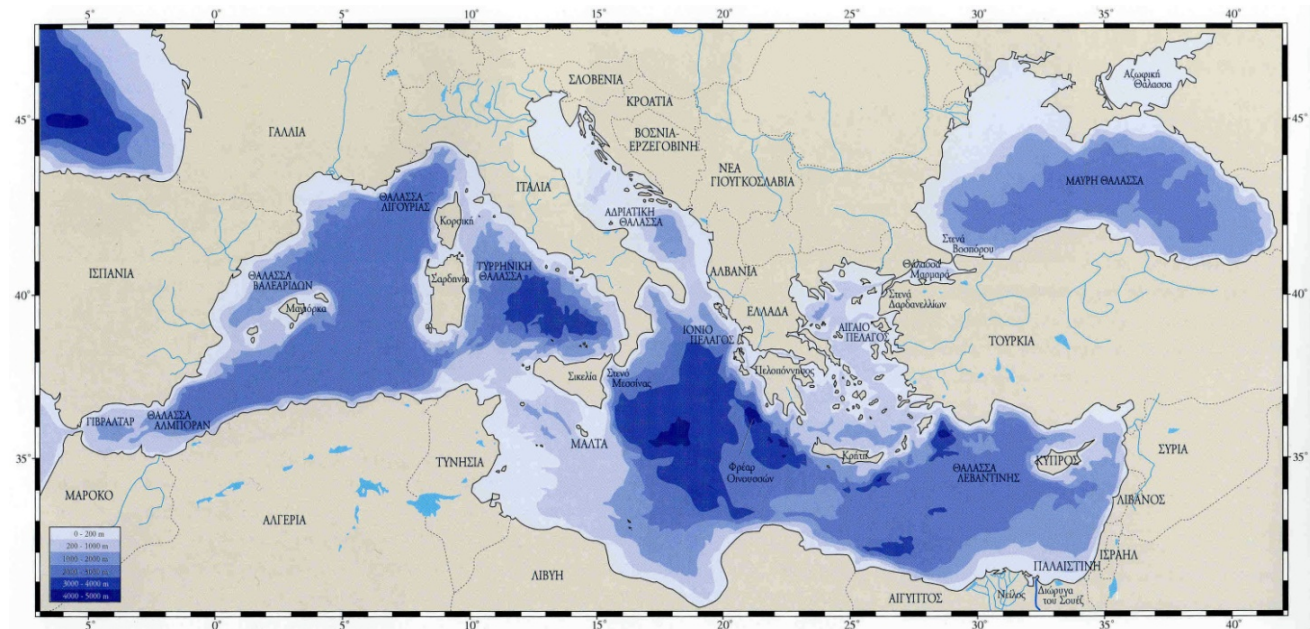 5° 0° 5° 10° 15° 20° 25° 30° 35° 40°
Αζωφική
Θάλασσα
ΣΛΟΒΕΝΙΑ
ΚΡΟΑΤΙΑ
45° 45°
ΓΑΛΛΙΑ
ΒΟΣΝΙΑ-
ΕΡΖΕΓΟΒΙΝΗ
ΝΕΑ
ΓΙΟΥΓΚΟΣΛΑΒΙΑ
ΜΑΥΡΗ ΘΑΛΑΣΣΑ
ΙΤΑΛΙΑ
ΘΑΛΑΣΣΑ
ΛΙΓΟΥΡΙΑΣ
Κορσική
ΑΔΡΙΑΤΙΚΗ
ΘΑΛΑΣΣΑ
Στενά
Βοσπόρου
ΙΣΠΑΝΙΑ
ΘΑΛΑΣΣΑ
ΒΑΛΕΑΡΙΔΩΝ
Σαρδηνία
ΤΥΡΡΗΝΙΚΗ
ΘΑΛΑΣΣΑ
ΑΛΒΑΝΙΑ
Θάλασσα
Μαρμαρά
40° 40°
Μαγιόρκα
Στενά
Δαρδανελλίων
ΕΛΛΑΔΑ
ΙΟΝΙΟ
ΠΕΛΑΓΟΣ
ΑΙΓΑΙΟ
ΠΕΛΑΓΟΣ
ΤΟΥΡΚΙΑ
Σικελία
Στενό
Μεσσίνας
Πελοπόννησος
ΓΙΒΡΑΛΤΑΡ
ΘΑΛΑΣΣΑ
ΑΛΜΠΟΡΑΝ
ΜΑΛΤΑ
35° 35°
ΤΥΝΗΣΙΑ
Κρήτη
Φρέαρ
Οινουσσών
ΘΑΛΑΣΣΑ
ΛΕΒΑΝΤΙΝΗΣ
ΚΥΠΡΟΣ
ΣΥΡΙΑ
ΜΑΡΟΚΟ
ΑΛΓΕΡΙΑ
ΛΙΒΑΝΟΣ
0 - 200 m
200 - 1000 m
1000 - 2000 m
3000 - 4000 m
4000 - 5000 m
ΛΙΒΥΗ
ΙΣΡΑΗΛ
ΠΑΛΑΙΣΤΙΝΗ
ΑΙΓΥΠΤΟΣ
Νείλος
Διώρυγα
του Σουέζ
5° 0° 5° 10° 15° 20° 25° 30° 35° 40°